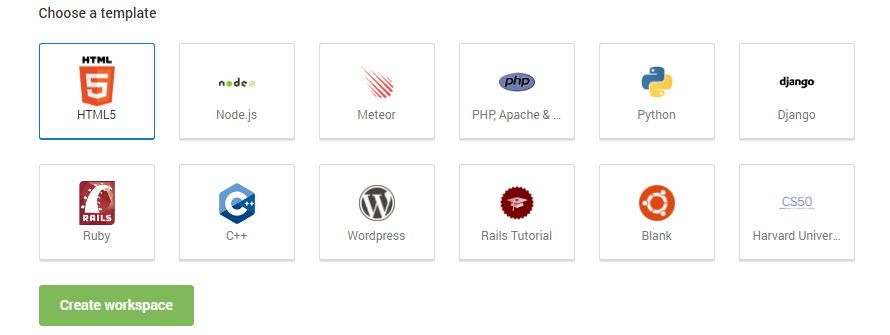 Choose a template
HTML
5
HTML5
node
Node.js
Meteor
php
PHP, Apache & ...
Python
django
Django
RAILS
Ruby
C++
C++
W
Wordpress
Rails Tutorial
Blank
CS50
Harvard Univer...
Create workspace